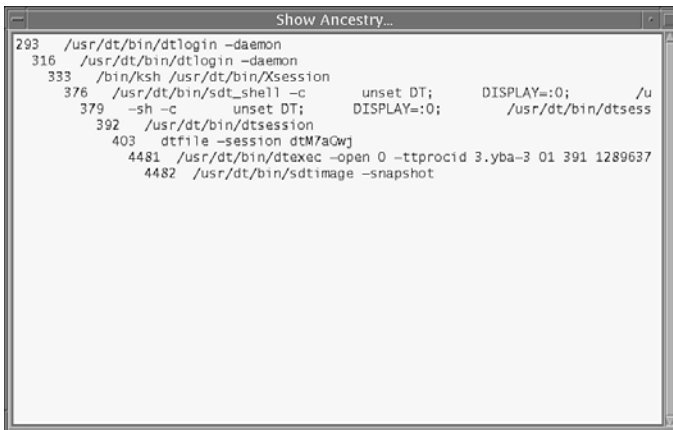 Show Ancestry...
293 /usr/dt/bin/dtlogin -daemon
316 /usr/dt/bin/dtlogin -daemon
333 /bin/ksh /usr/dt/bin/Xsession
376 /usr/dt/bin/sdt_shell -c unset DT; DISPLAY=:0; /u
379 -sh -c unset DT; DISPLAY=:0; /usr/dt/bin/dtsess
392 /usr/dt/bin/dtsession
403 dtfile -session dtM7aGwj
4481 /usr/dt/bin/dtexec -open 0 -ttprocid 3.yba-3 01 391 1289637
4482 /usr/dt/bin/sdtimage -snapshot